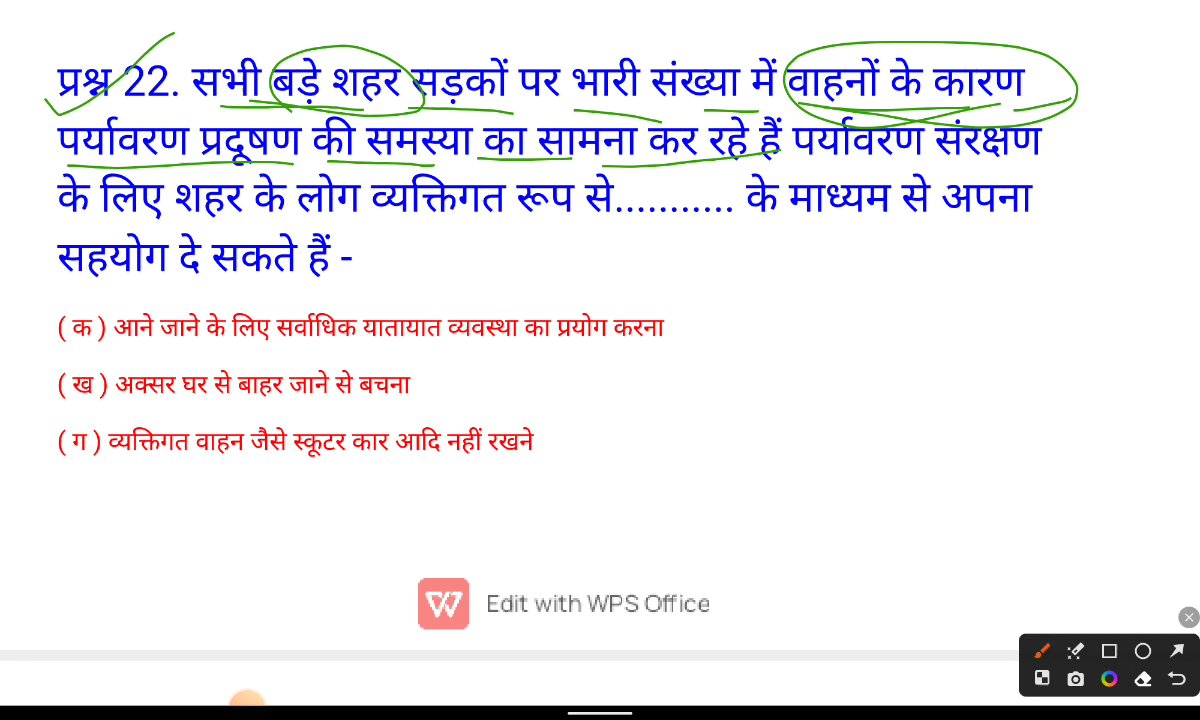 प्रश्न 22. सभी बड़े शहर सड़कों पर भारी संख्या में वाहनों के कारण
पर्यावरण प्रदूषण की समस्या का सामना कर रहे हैं पर्यावरण संरक्षण
के लिए शहर के लोग व्यक्तिगत रूप से........... के माध्यम से अपना
सहयोग दे सकते हैं -
( क ) आने जाने के लिए सर्वाधिक यातायात व्यवस्था का प्रयोग करना
( ख ) अक्सर घर से बाहर जाने से बचना
( ग ) व्यक्तिगत वाहन जैसे स्कूटर कार आदि नहीं रखने
Edit with WPS Office